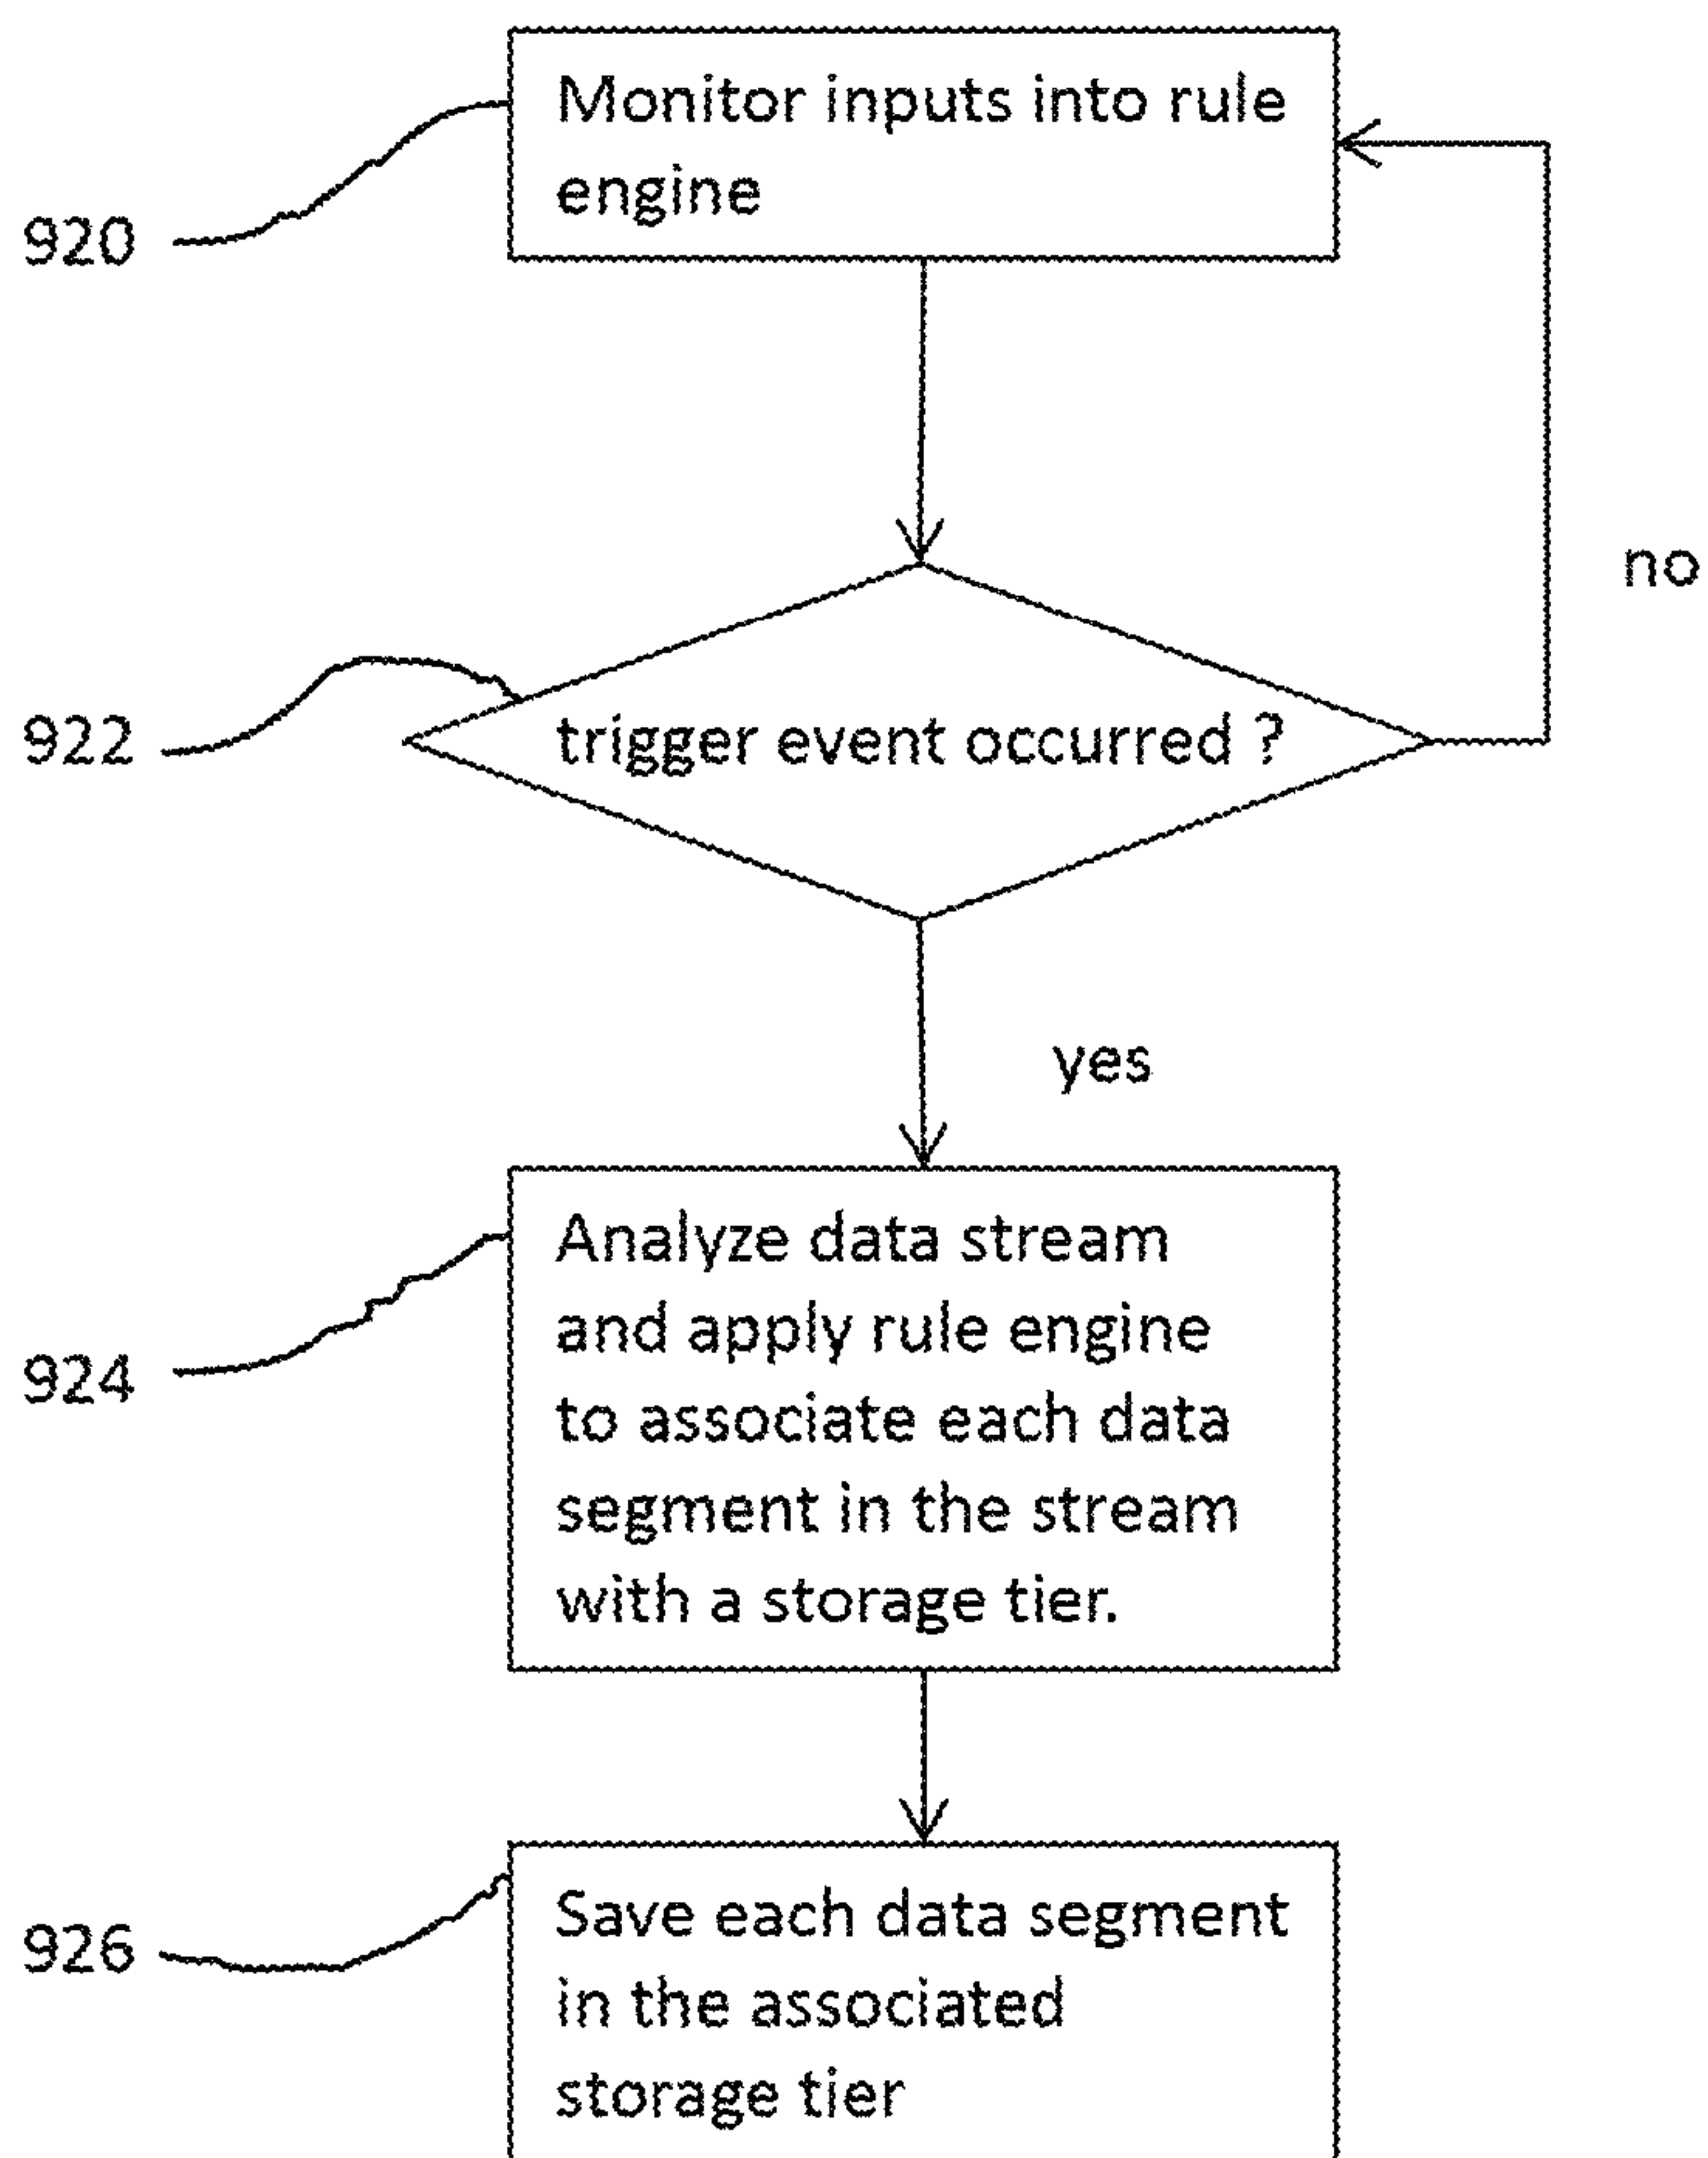 Monitor inputs into rule
engine
920
no
922
trigger event occurred ?
yes
Analyze data stream
and apply rule engine
to associate each data
segment in the stream
with a storage tier.
924
Save each data segment
in the associated
storage tier
926